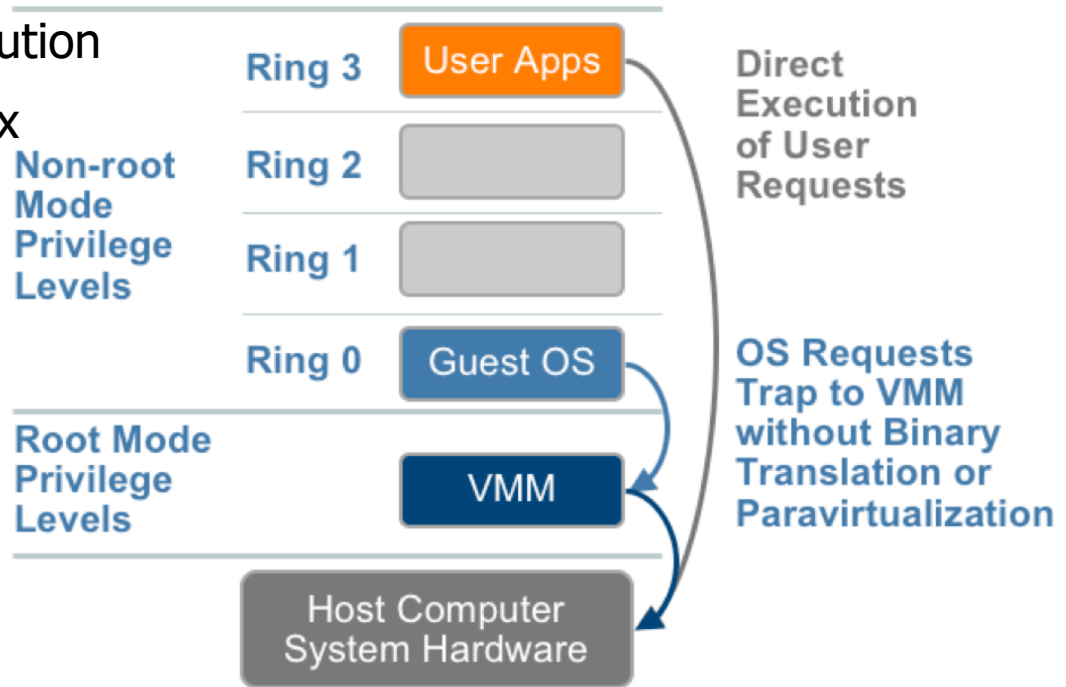 ution
x
Non-root
Mode
Privilege
Levels
Ring 3
User Apps
Ring 2
Ring 1
Ring 0
Guest OS
Direct
Execution
of User
Requests
OS Requests
Trap to VMM
without Binary
Translation or
Paravirtualization
Root Mode
Privilege
Levels
VMM
Host Computer
System Hardware